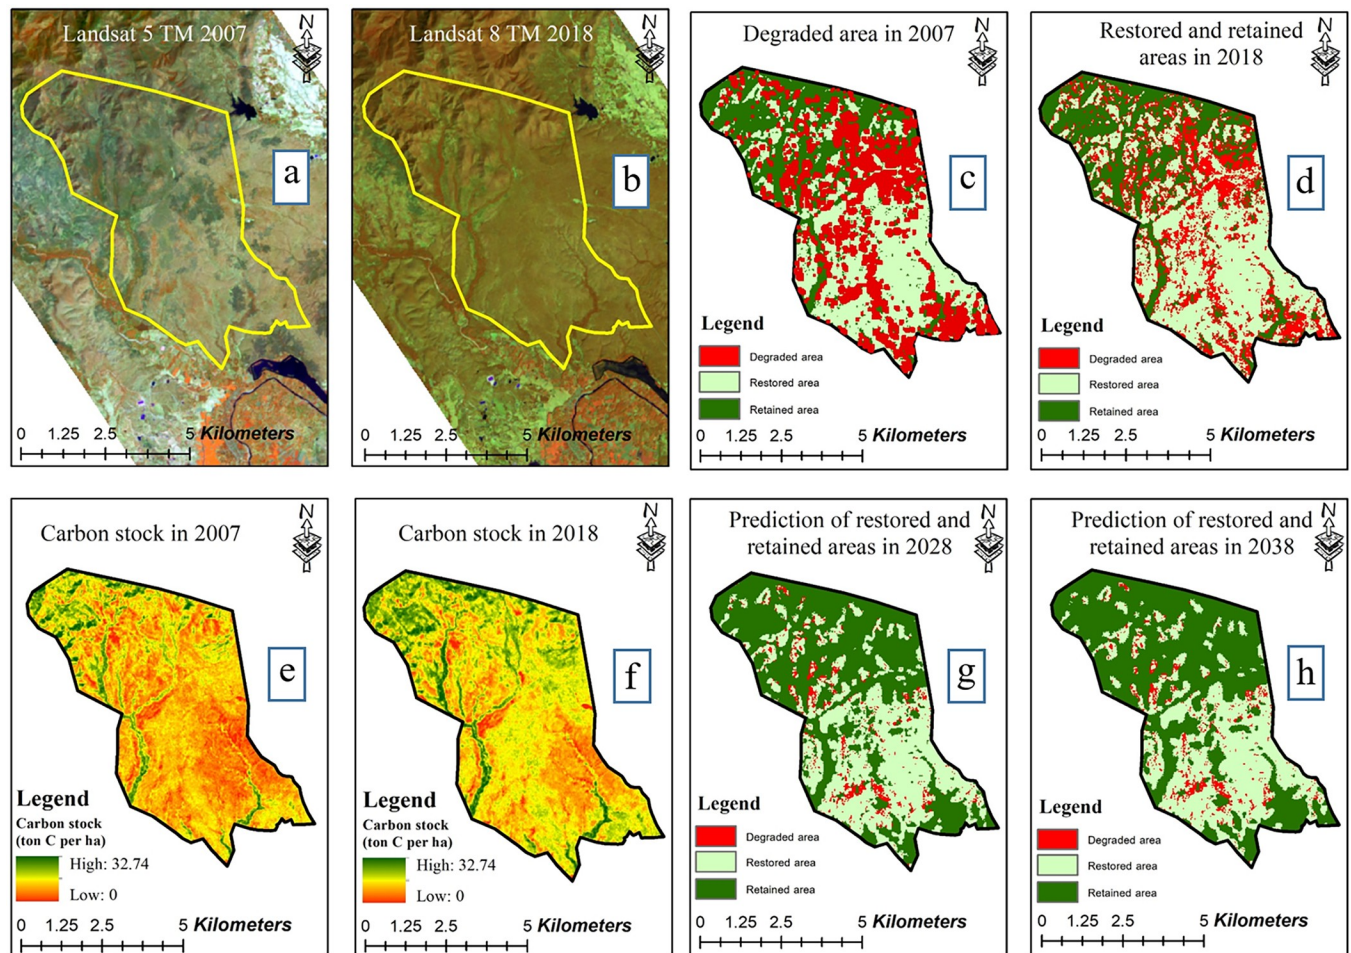 Landsat 5 TM 2007
N
a
0 1.25 2.5 5 Kilometers
Landsat 8 TM 2018
N
b
0 1.25 2.5 5 Kilometers
Degraded area in 2007
N
c
Legend
Degraded area
Restored area
Retained area
0 1.25 2.5 5 Kilometers
Restored and retained
areas in 2018
N
d
Legend
Degraded area
Restored area
Retained area
0 1.25 2.5 5 Kilometers
Carbon stock in 2007
N
e
Legend
Carbon stock
(ton C per ha)
High: 32.74
Low: 0
0 1.25 2.5 5 Kilometers
Carbon stock in 2018
N
f
Legend
Carbon stock
(ton C per ha)
High: 32.74
Low: 0
0 1.25 2.5 5 Kilometers
Prediction of restored and
retained areas in 2028
N
g
Legend
Degraded area
Restored area
Retained area
0 1.25 2.5 5 Kilometers
Prediction of restored and
retained areas in 2038
N
h
Legend
Degraded area
Restored area
Retained area
0 1.25 2.5 5 Kilometers